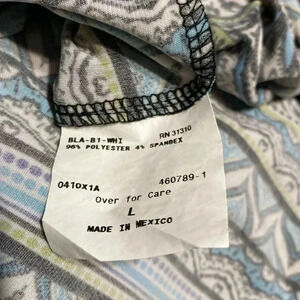 BLA-B1-WHI RN 31310
96% POLYESTER 4% SPANDEX
0410X1A 460789-1
Over for Care
L
MADE IN MEXICO